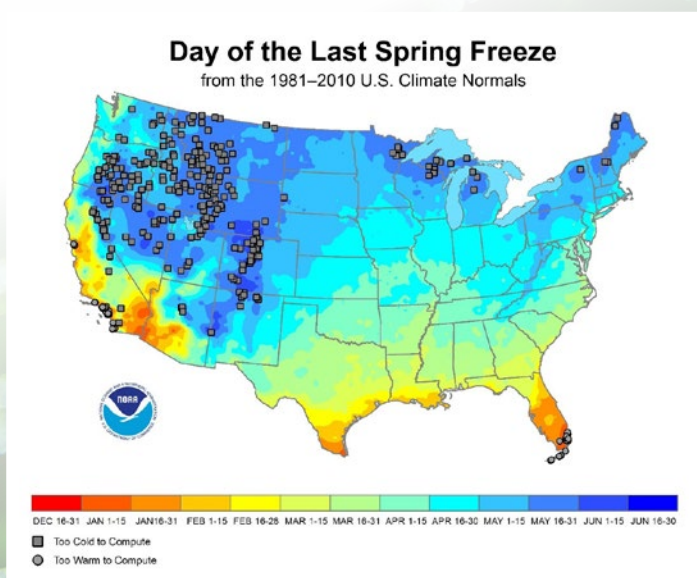 Day of the Last Spring Freeze
from the 1981–2010 U.S. Climate Normals
NOAA
DEC 16-31 JAN 1-15 JAN16-31 FEB 1-15 FEB 16-28 MAR 1-15 MAR 16-31 APR 1-15 APR 16-30 MAY 1-15 MAY 16-31 JUN 1-15 JUN 16-30
Too Cold to Compute
Too Warm to Compute